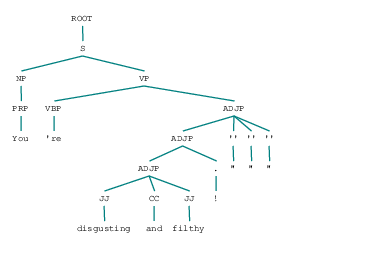 ROOT
S
NP VP
PRP VBP ADJP
You 're ADJP '' '' ''
ADJP . " " "
JJ CC JJ !
disgusting and filthy